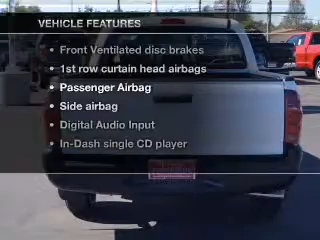 VEHICLE FEATURES
• Front Ventilated disc brakes
• 1st row curtain head airbags
• Passenger Airbag
• Side airbag
• Digital Audio Input
• In-Dash single CD player